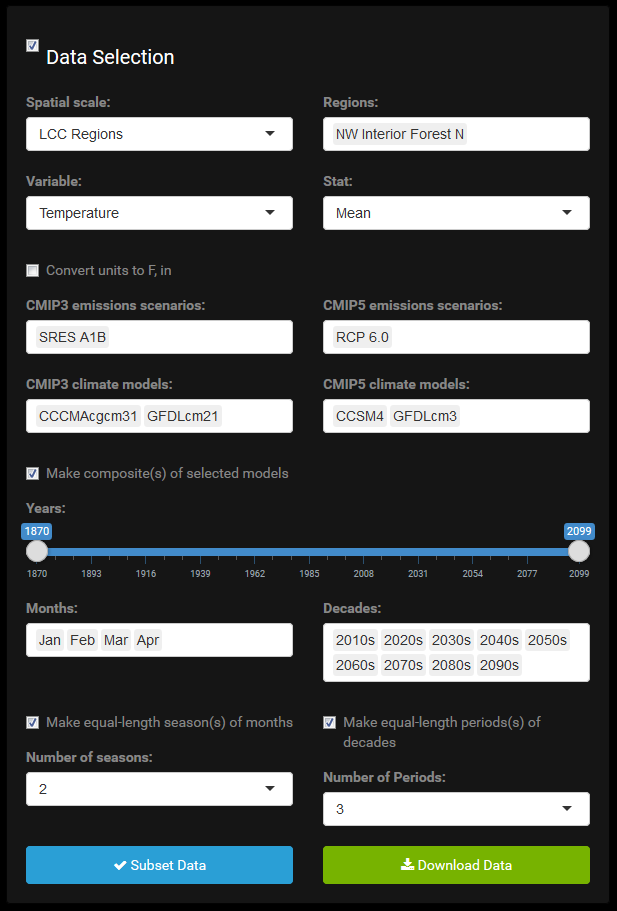 Data Selection
Spatial scale:
Regions:
LCC Regions
NW Interior Forest N
Variable:
Stat:
Temperature
Mean
Convert units to F, in
CMIP3 emissions scenarios:
CMIP5 emissions scenarios:
SRES A1B
RCP 6.0
CMIP3 climate models:
CMIP5 climate models:
CCCMAcgcm31 GFDLcm21
CCSM4 GFDLcm3
Make composite(s) of selected models
Years:
1870 2099
1870 1893 1916 1939 1962 1985 2008 2031 2054 2077 2099
Months:
Decades:
Jan Feb Mar Apr
2010s 2020s 2030s 2040s 2050s
2060s 2070s 2080s 2090s
Make equal-length season(s) of months
Make equal-length periods(s) of
decades
Number of seasons:
2
Number of Periods:
3
Subset Data
Download Data